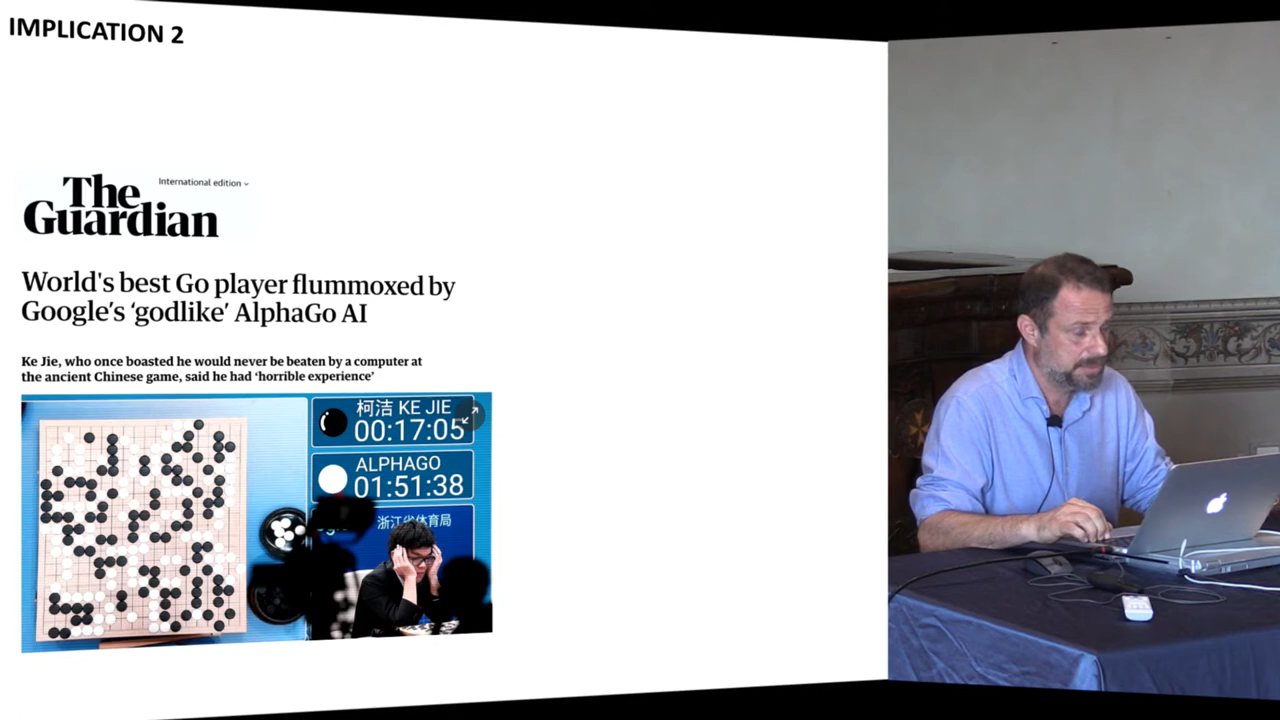 IMPLICATION 2
The
International edition
Guardian
World's best Go player flummoxed by
Google's ‘godlike’ AlphaGo AI
Ke Jie, who once boasted he would never be beaten by a computer at
the ancient Chinese game, said he had ‘horrible experience’
柯洁 KE JIE
00:17:05
ALPHAGO
01:51:38
浙江省体育局